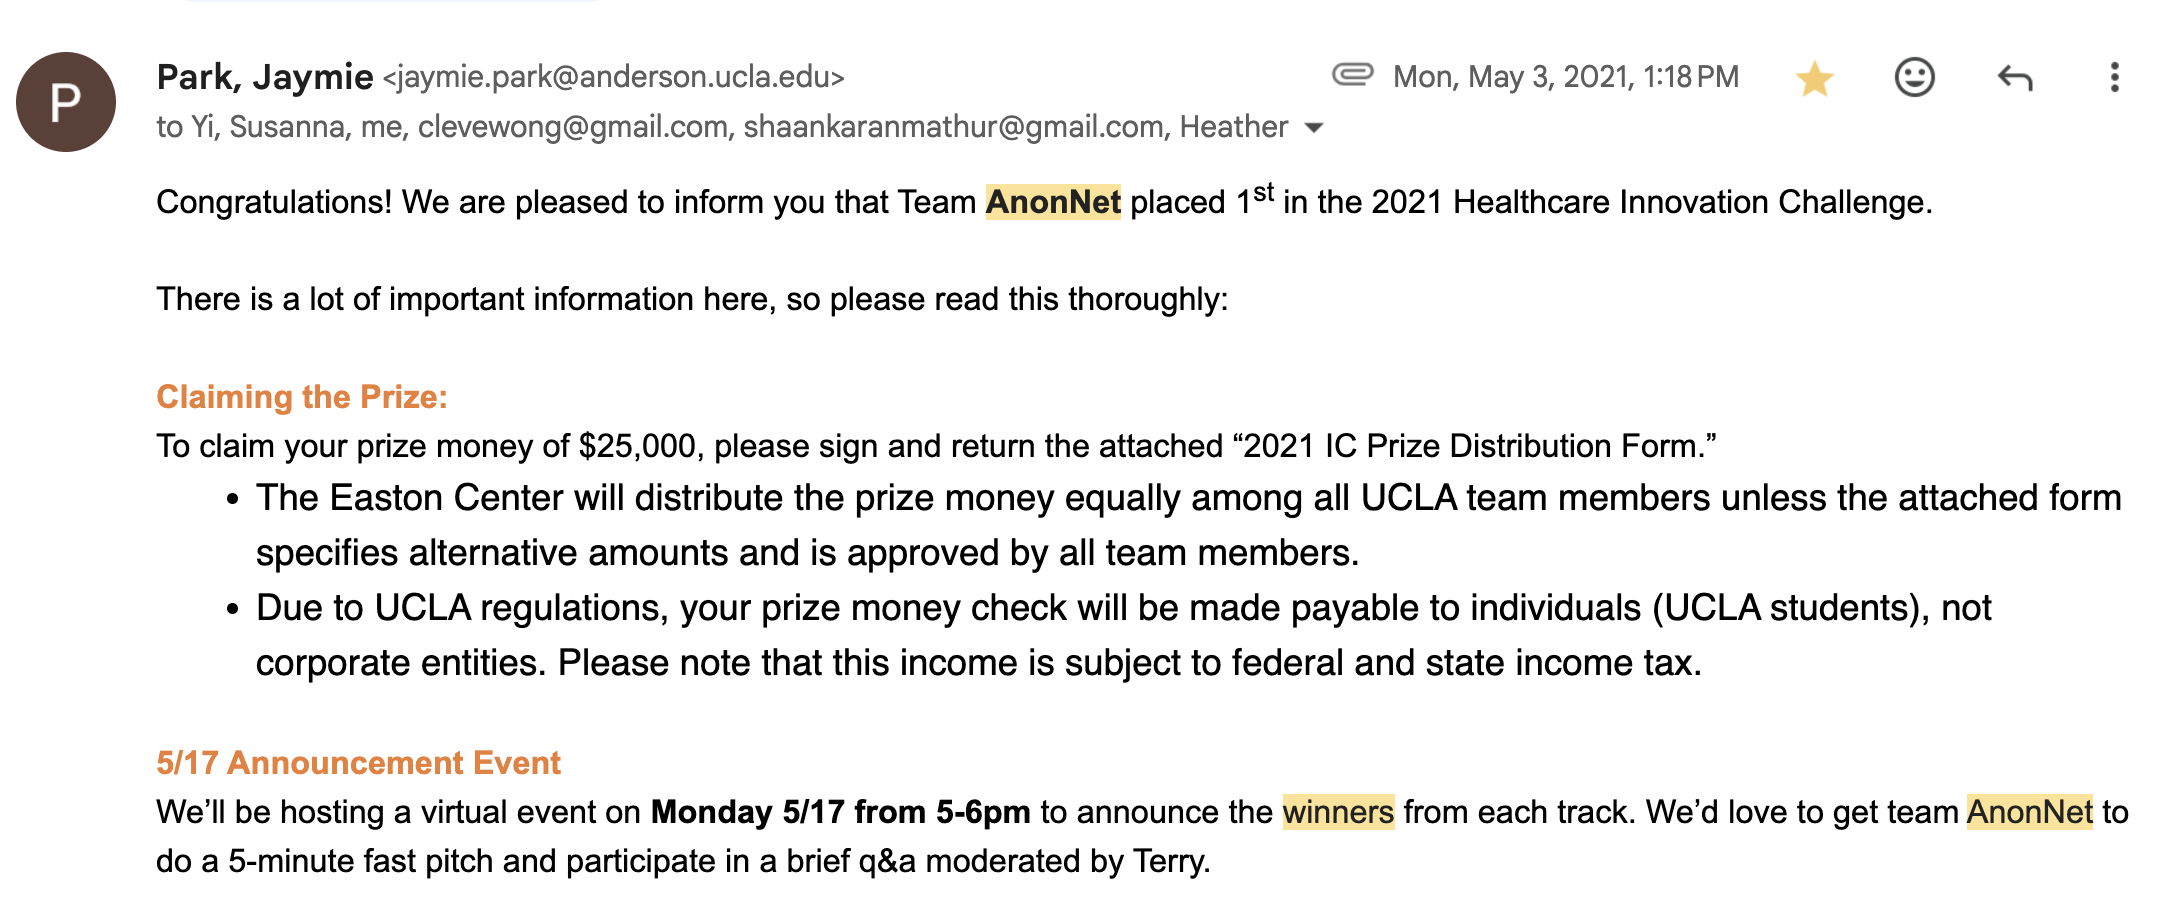 P
Park, Jaymie <jaymie.park@anderson.ucla.edu> Mon, May 3, 2021, 1:18 PM
to Yi, Susanna, me, clevewong@gmail.com, shaankaranmathur@gmail.com, Heather
Congratulations! We are pleased to inform you that Team AnonNet placed 1st in the 2021 Healthcare Innovation Challenge.
There is a lot of important information here, so please read this thoroughly:
Claiming the Prize:
To claim your prize money of $25,000, please sign and return the attached “2021 IC Prize Distribution Form.”
• The Easton Center will distribute the prize money equally among all UCLA team members unless the attached form
specifies alternative amounts and is approved by all team members.
• Due to UCLA regulations, your prize money check will be made payable to individuals (UCLA students), not
corporate entities. Please note that this income is subject to federal and state income tax.
5/17 Announcement Event
We’ll be hosting a virtual event on Monday 5/17 from 5-6pm to announce the winners from each track. We’d love to get team AnonNet to
do a 5-minute fast pitch and participate in a brief q&a moderated by Terry.